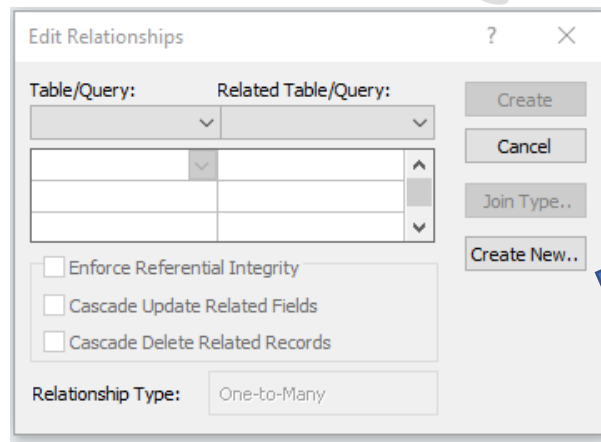 Edit Relationships ?
Table/Query: Related Table/Query:
Create
Cancel
Join Type..
Create New..
Enforce Referential Integrity
Cascade Update Related Fields
Cascade Delete Related Records
Relationship Type: One-to-Many